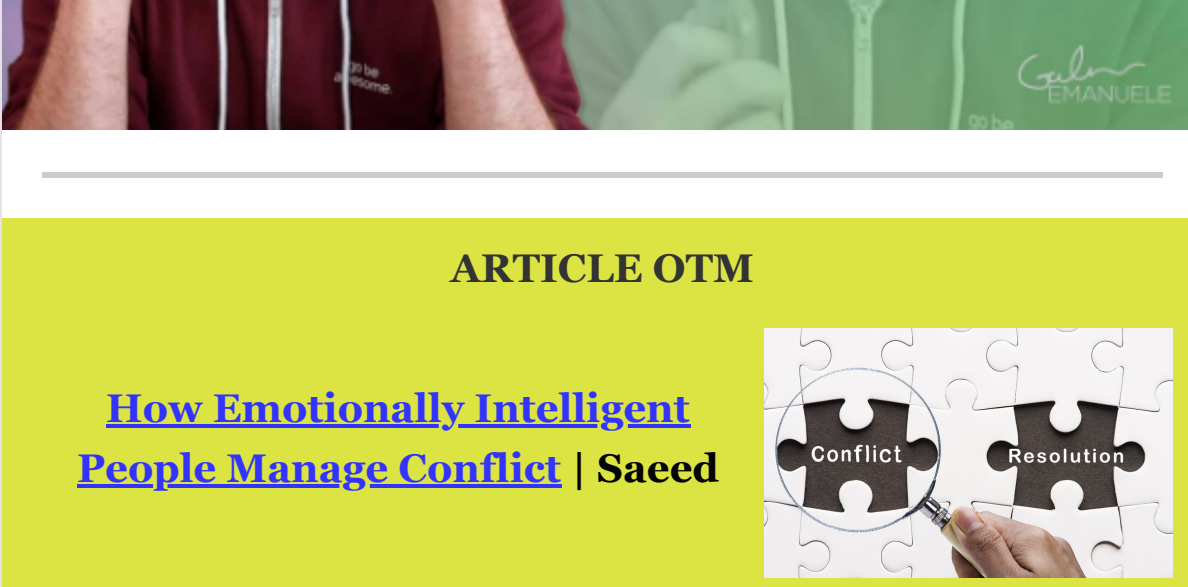 go be
awesome.
EMANUELE
go be
ARTICLE OTM
How Emotionally Intelligent
People Manage Conflict | Saeed
Conflict
Resolution